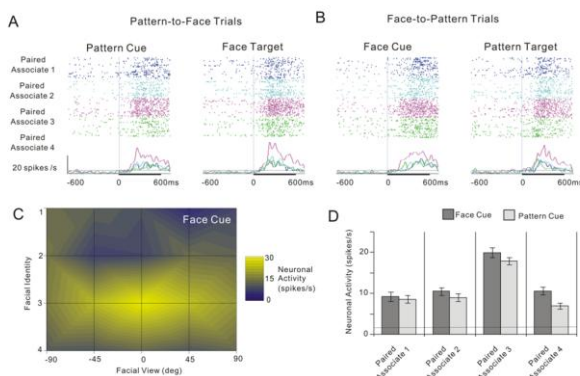 A
Pattern-to-Face Trials
Pattern Cue
Face Target
Paired
Associate 1
Paired
Associate 2
Paired
Associate 3
Paired
Associate 4
20 spikes /s
-600 0 600ms
-600 0 600ms
B
Face-to-Pattern Trials
Face Cue
Pattern Target
-600 0 600ms
-600 0 600ms
C
Face Cue
Facial Identity
1
2
3
4
-90 -45 0 45 90
Facial View (deg)
30
15
0
Neuronal
Activity
(spikes/s)
D
Face Cue
Pattern Cue
Neuronal Activity (spikes/s)
20
10
0
Paired
Associate 1
Paired
Associate 2
Paired
Associate 3
Paired
Associate 4